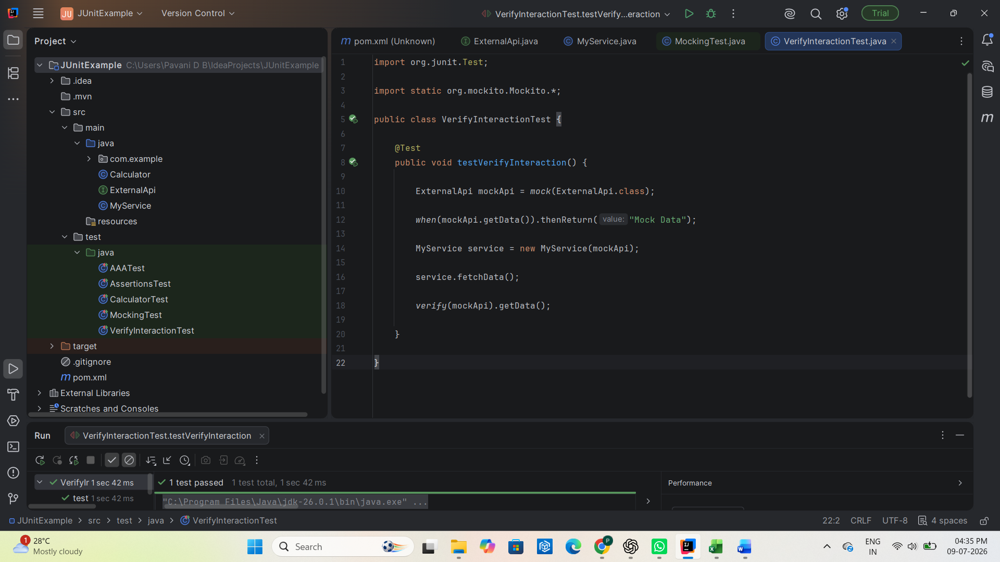 JU JUnitExample Version Control VerifyInteractionTest.testVerify...eraction Trial
Project
JUnitExample C:\Users\Pavani D B\IdeaProjects\JUnitExample
.idea
.mvn
src
main
java
com.example
Calculator
ExternalApi
MyService
resources
test
java
AAATest
AssertionsTest
CalculatorTest
MockingTest
VerifyInteractionTest
target
.gitignore
pom.xml
External Libraries
Scratches and Consoles
pom.xml (Unknown) ExternalApi.java MyService.java MockingTest.java VerifyInteractionTest.java
1 import org.junit.Test;
2
3 import static org.mockito.Mockito.*;
4
5 public class VerifyInteractionTest {
6
7 @Test
8 public void testVerifyInteraction() {
9
10 ExternalApi mockApi = mock(ExternalApi.class);
11
12 when(mockApi.getData()).thenReturn( value: "Mock Data");
13
14 MyService service = new MyService(mockApi);
15
16 service.fetchData();
17
18 verify(mockApi).getData();
19
20 }
21
22 }
Run VerifyInteractionTest.testVerifyInteraction
VerifyIr 1 sec 42 ms
test 1 sec 42 ms
1 test passed 1 test total, 1 sec 42 ms
"C:\Program Files\Java\jdk-26.0.1\bin\java.exe" ...
Performance
JUnitExample > src > test > java > VerifyInteractionTest
22:2 CRLF UTF-8 4 spaces
1
28°C
Mostly cloudy
Search
P
ENG
IN
04:35 PM
09-07-2026